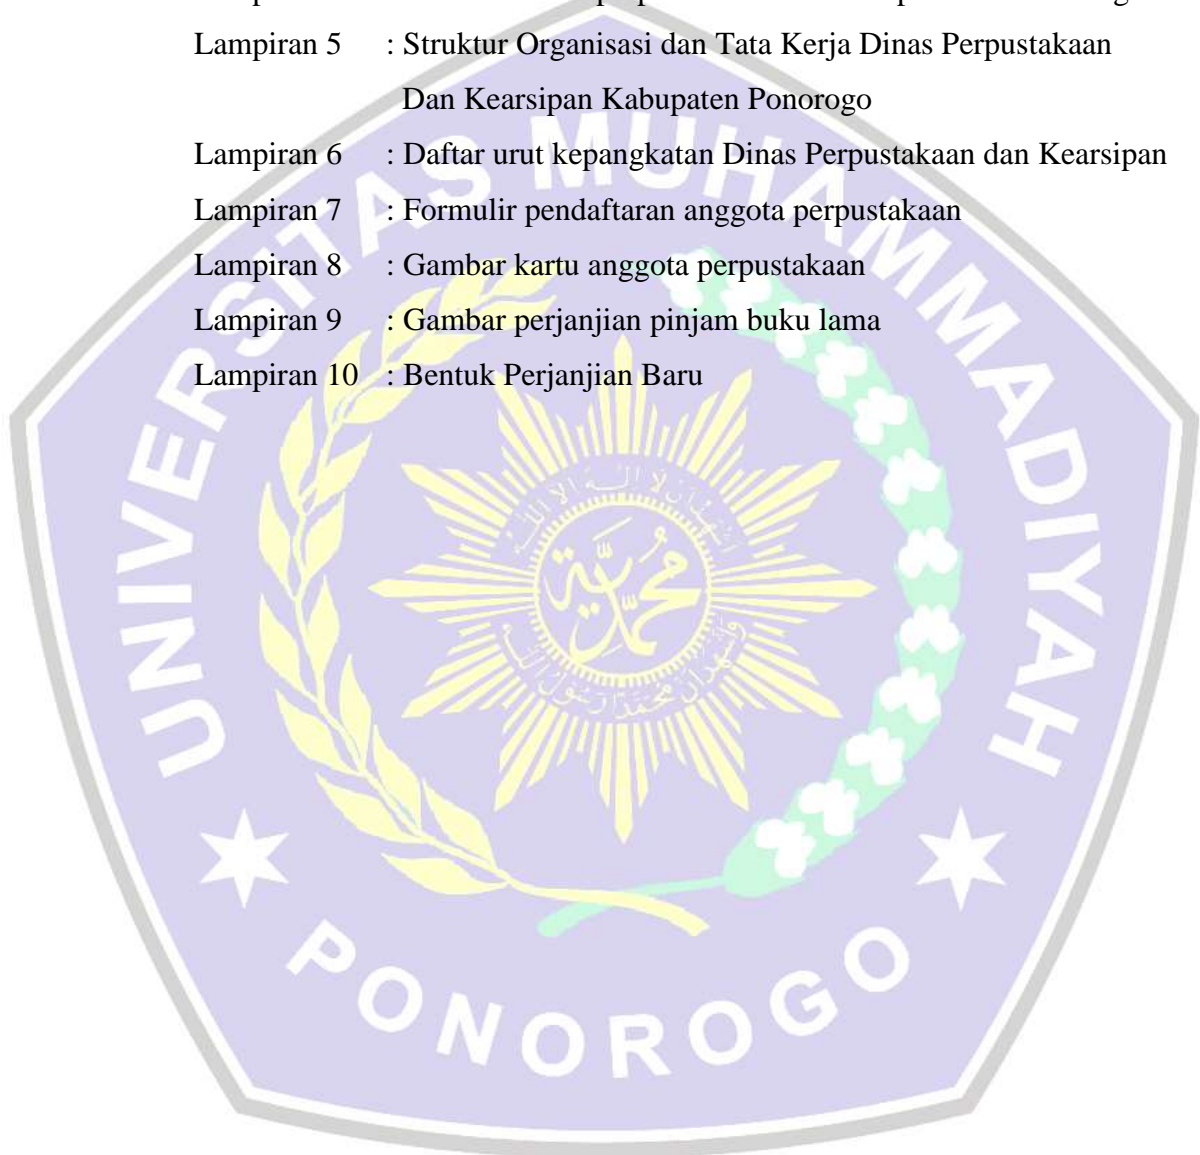 Lampiran 5 : Struktur Organisasi dan Tata Kerja Dinas Perpustakaan
Dan Kearsipan Kabupaten Ponorogo
Lampiran 6 : Daftar urut kepangkatan Dinas Perpustakaan dan Kearsipan
Lampiran 7 : Formulir pendaftaran anggota perpustakaan
Lampiran 8 : Gambar kartu anggota perpustakaan
Lampiran 9 : Gambar perjanjian pinjam buku lama
Lampiran 10 : Bentuk Perjanjian Baru
UNIVERSITAS MUHAMMADIYAH
محمدية
PONOROGO